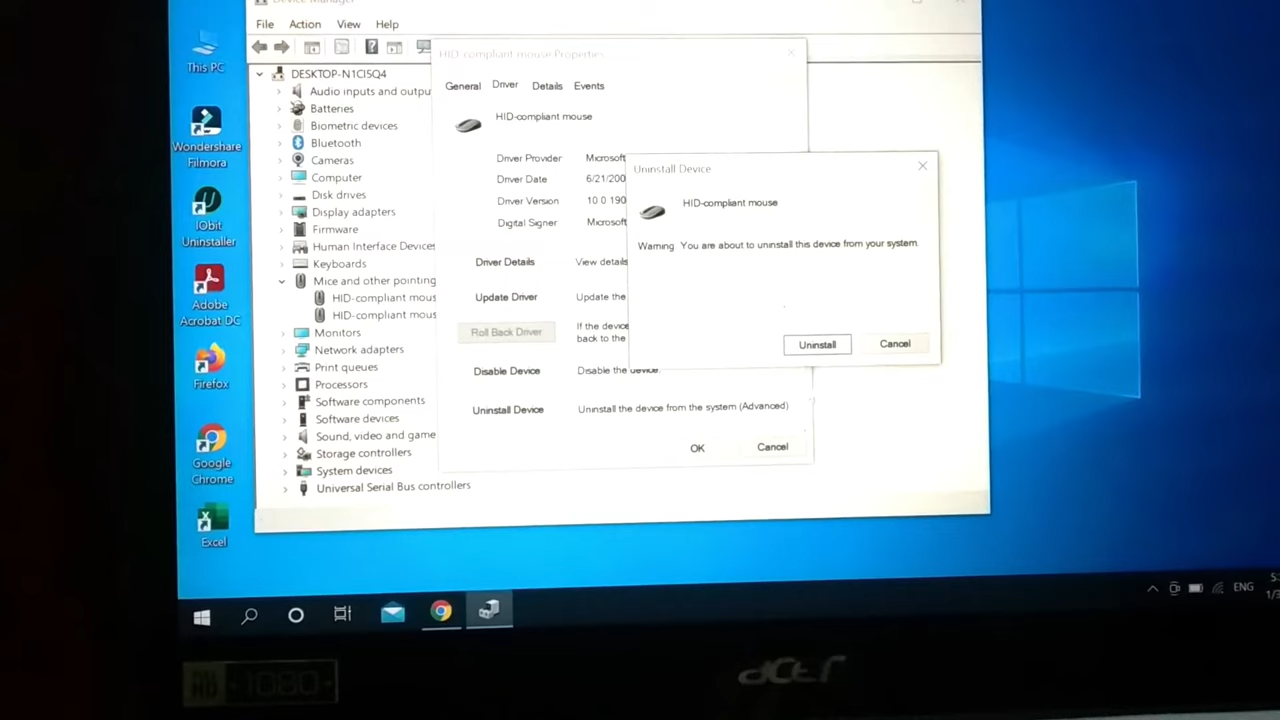 Device Manager
File Action View Help
This PC
Wondershare
Filmora
IObit
Uninstaller
Adobe
Acrobat DC
Firefox
Google
Chrome
Excel
DESKTOP-N1CI5Q4
Audio inputs and outpu
Batteries
Biometric devices
Bluetooth
Cameras
Computer
Disk drives
Display adapters
Firmware
Human Interface Devices
Keyboards
Mice and other pointing
HID-compliant mous
HID-compliant mous
Monitors
Network adapters
Print queues
Processors
Software components
Software devices
Sound, video and game
Storage controllers
System devices
Universal Serial Bus controllers
HID-compliant mouse Properties
General Driver Details Events
HID-compliant mouse
Driver Provider Microsoft
Driver Date 6/21/200
Driver Version 10 0 190
Digital Signer Microsoft
Driver Details View details
Update Driver Update the
Roll Back Driver If the device
back to the
Disable Device Disable the device.
Uninstall Device Uninstall the device from the system (Advanced)
OK Cancel
Uninstall Device
HID-compliant mouse
Warning. You are about to uninstall this device from your system.
Uninstall Cancel
ENG
acer
1080